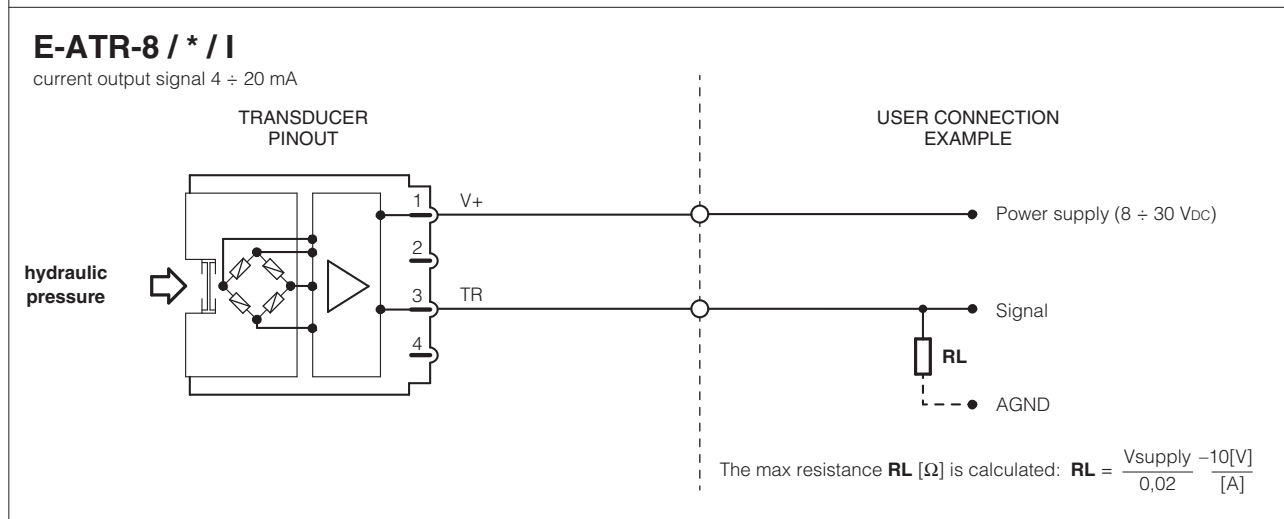 E-ATR-8 / * / I
current output signal 4 ÷ 20 mA
TRANSDUCER
PINOUT
USER CONNECTION
EXAMPLE
hydraulic
pressure
1
V+
2
3
TR
4
Power supply (8 ÷ 30 VDC)
Signal
RL
AGND
The max resistance RL [Ω] is calculated: RL = Vsupply −10[V]
0,02 [A]